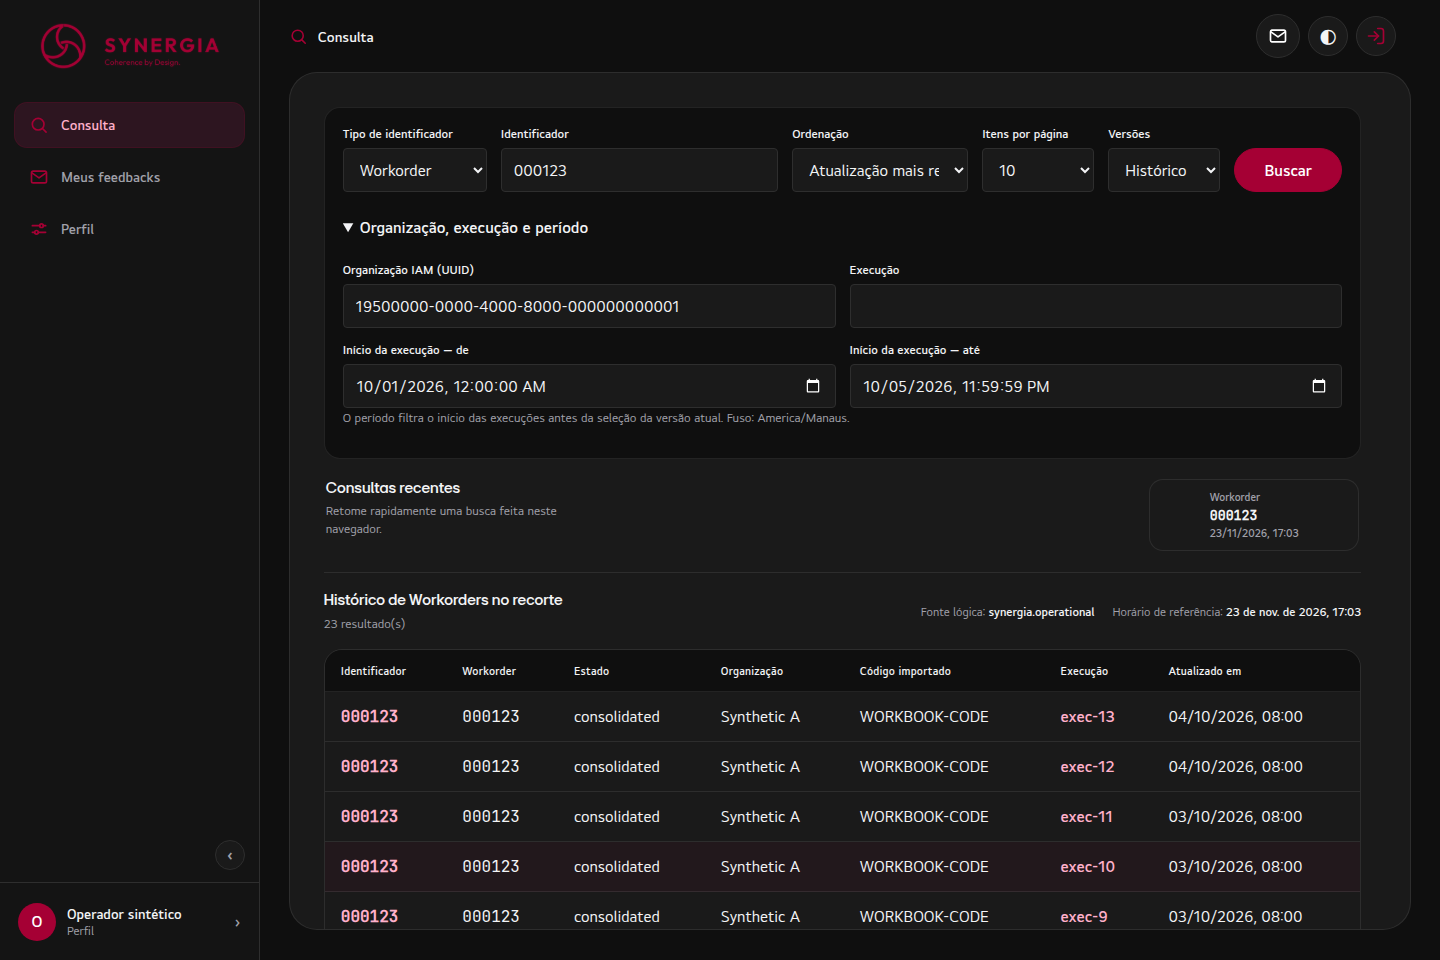 SYNERGIA
Coherence by Design.
Consulta
Meus feedbacks
Perfil
‹
O
Operador sintético
Perfil
›
Consulta
Tipo de identificador
Identificador
Ordenação
Itens por página
Versões
Workorder
000123
Atualização mais re
10
Histórico
Buscar
▼ Organização, execução e período
Organização IAM (UUID)
Execução
19500000-0000-4000-8000-000000000001
Início da execução — de
Início da execução — até
10/01/2026, 12:00:00 AM
10/05/2026, 11:59:59 PM
O período filtra o início das execuções antes da seleção da versão atual. Fuso: America/Manaus.
Consultas recentes
Retome rapidamente uma busca feita neste
navegador.
Workorder
000123
23/11/2026, 17:03
Histórico de Workorders no recorte
23 resultado(s)
Fonte lógica: synergia.operational Horário de referência: 23 de nov. de 2026, 17:03
Identificador Workorder Estado Organização Código importado Execução Atualizado em
000123 000123 consolidated Synthetic A WORKBOOK-CODE exec-13 04/10/2026, 08:00
000123 000123 consolidated Synthetic A WORKBOOK-CODE exec-12 04/10/2026, 08:00
000123 000123 consolidated Synthetic A WORKBOOK-CODE exec-11 03/10/2026, 08:00
000123 000123 consolidated Synthetic A WORKBOOK-CODE exec-10 03/10/2026, 08:00
000123 000123 consolidated Synthetic A WORKBOOK-CODE exec-9 03/10/2026, 08:00